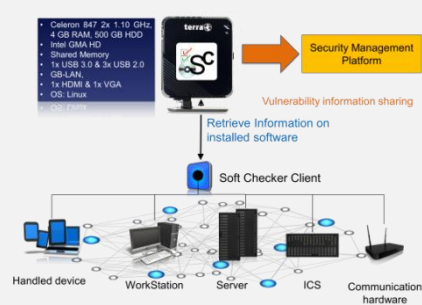 • Celeron 847 2x 1.10 GHz,
4 GB RAM, 500 GB HDD
• Intel GMA HD
• Shared Memory
• 1x USB 3.0 & 3x USB 2.0
• GB-LAN,
• 1x HDMI & 1x VGA
• OS: Linux
terra
SC
Security Management
Platform
Vulnerability information sharing
Retrieve Information on
installed software
Soft Checker Client
Handled device
WorkStation
Server
ICS
Communication
hardware